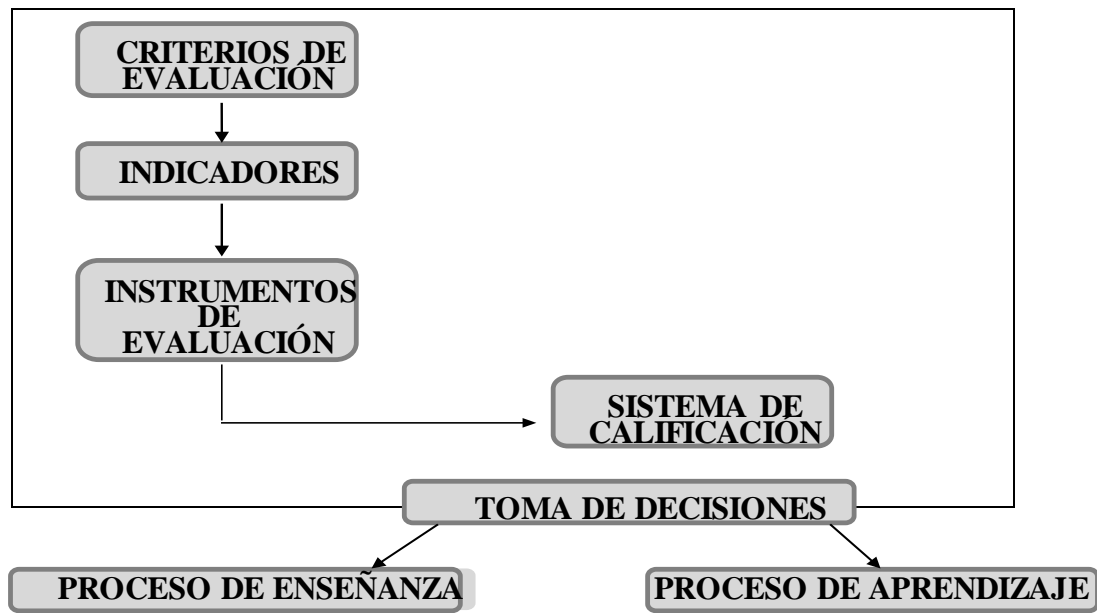 CRITERIOS DE
EVALUACIÓN
INDICADORES
INSTRUMENTOS
DE
EVALUACIÓN
SISTEMA DE
CALIFICACIÓN
TOMA DE DECISIONES
PROCESO DE ENSEÑANZA
PROCESO DE APRENDIZAJE